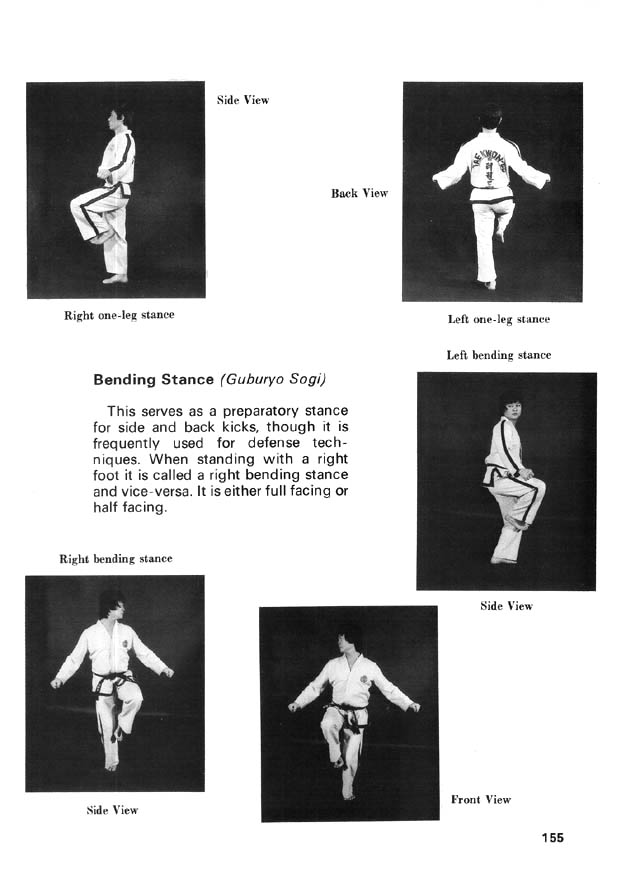 Side View
Back View
TAEKWON
Right one-leg stance
Left one-leg stance
Left bending stance
Bending Stance (Guburyo Sogi)
This serves as a preparatory stance
for side and back kicks, though it is
frequently used for defense tech-
niques. When standing with a right
foot it is called a right bending stance
and vice-versa. It is either full facing or
half facing.
Right bending stance
Side View
Side View
Front View
155